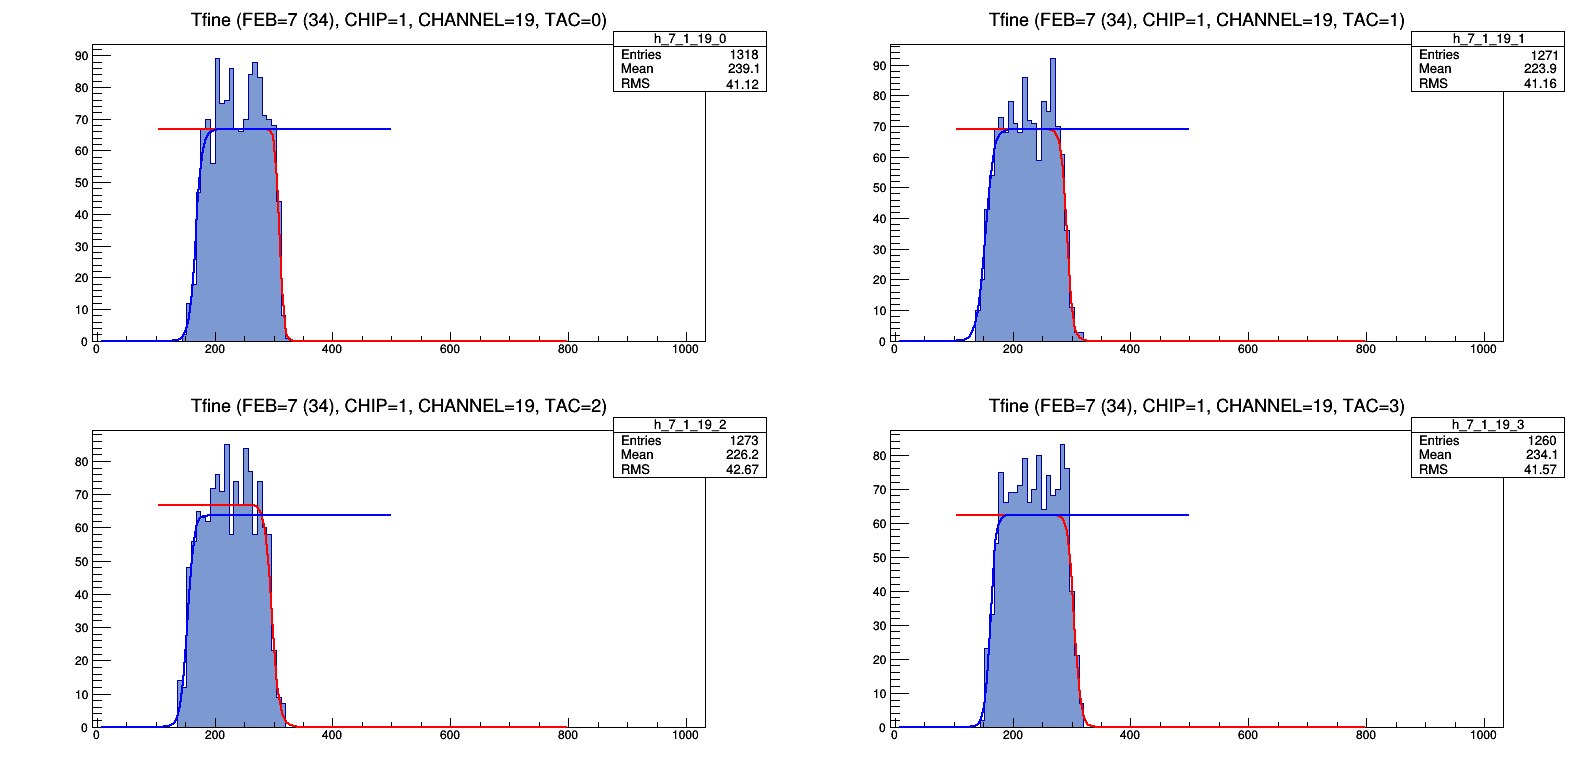 Tfine (FEB=7 (34), CHIP=1, CHANNEL=19, TAC=0)
h_7_1_19_0
Entries 1318
Mean 239.1
RMS 41.12
90
80
70
60
50
40
30
20
10
0
0 200 400 600 800 1000
Tfine (FEB=7 (34), CHIP=1, CHANNEL=19, TAC=1)
h_7_1_19_1
Entries 1271
Mean 223.9
RMS 41.16
90
80
70
60
50
40
30
20
10
0
0 200 400 600 800 1000
Tfine (FEB=7 (34), CHIP=1, CHANNEL=19, TAC=2)
h_7_1_19_2
Entries 1273
Mean 226.2
RMS 42.67
80
70
60
50
40
30
20
10
0
0 200 400 600 800 1000
Tfine (FEB=7 (34), CHIP=1, CHANNEL=19, TAC=3)
h_7_1_19_3
Entries 1260
Mean 234.1
RMS 41.57
80
70
60
50
40
30
20
10
0
0 200 400 600 800 1000